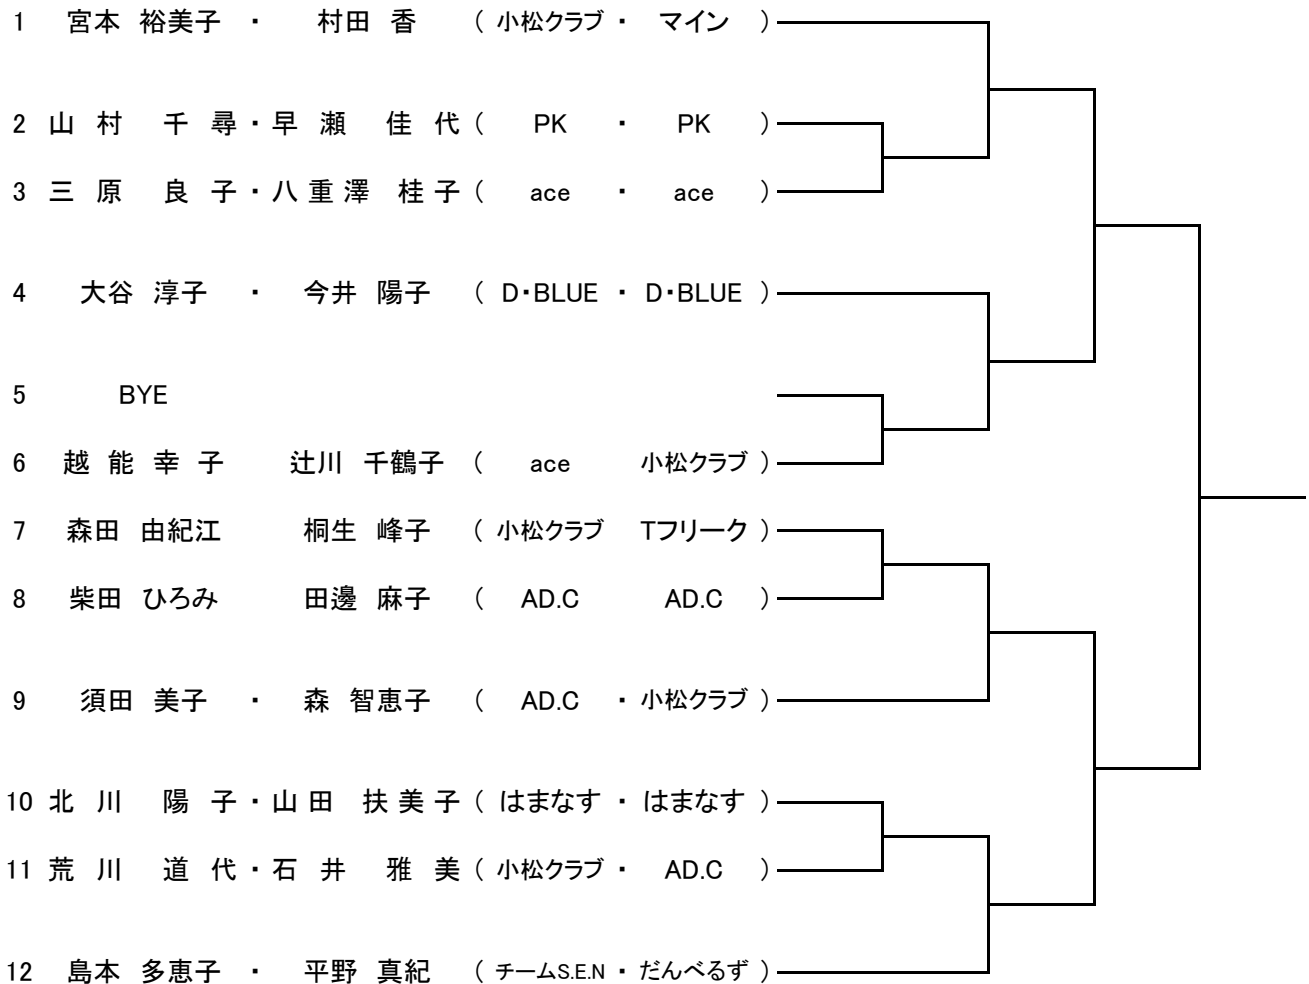 1 宮本 裕美子 ・ 村田 香 ( 小松クラブ ・ マイン )
2 山 村 千 尋 ・ 早 瀬 佳 代 ( PK ・ PK )
3 三 原 良 子 ・ 八 重 澤 桂 子 ( ace ・ ace )
4 大谷 淳子 ・ 今井 陽子 ( D・BLUE ・ D・BLUE )
5 BYE
6 越 能 幸 子 辻川 千鶴子 ( ace 小松クラブ )
7 森田 由紀江 桐生 峰子 ( 小松クラブ Tフリーク )
8 柴田 ひろみ 田邊 麻子 ( AD.C AD.C )
9 須田 美子 ・ 森 智恵子 ( AD.C ・ 小松クラブ )
10 北 川 陽 子 ・ 山 田 扶 美 子 ( はまなす ・ はまなす )
11 荒 川 道 代 ・ 石 井 雅 美 ( 小松クラブ ・ AD.C )
12 島本 多恵子 ・ 平野 真紀 ( チームS.E.N ・ だんべるず )